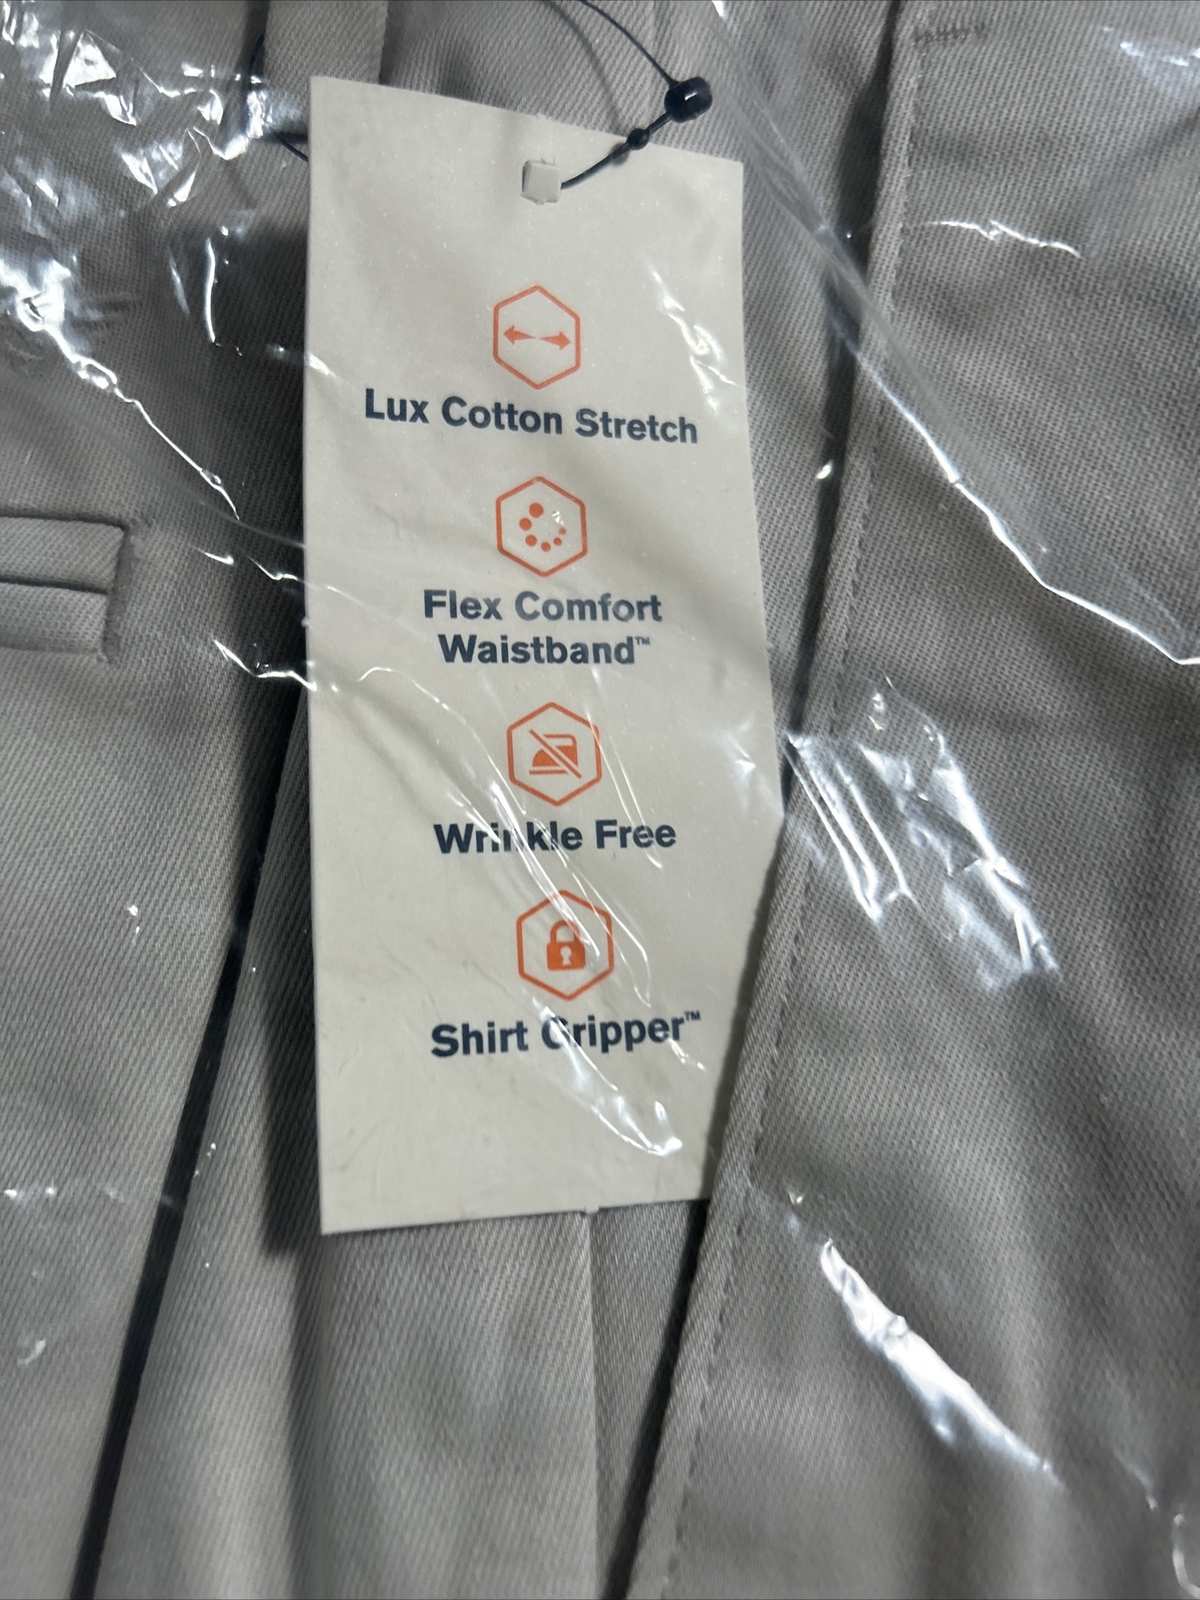 Lux Cotton Stretch
Flex Comfort
Waistband™
Wrinkle Free
Shirt Gripper™